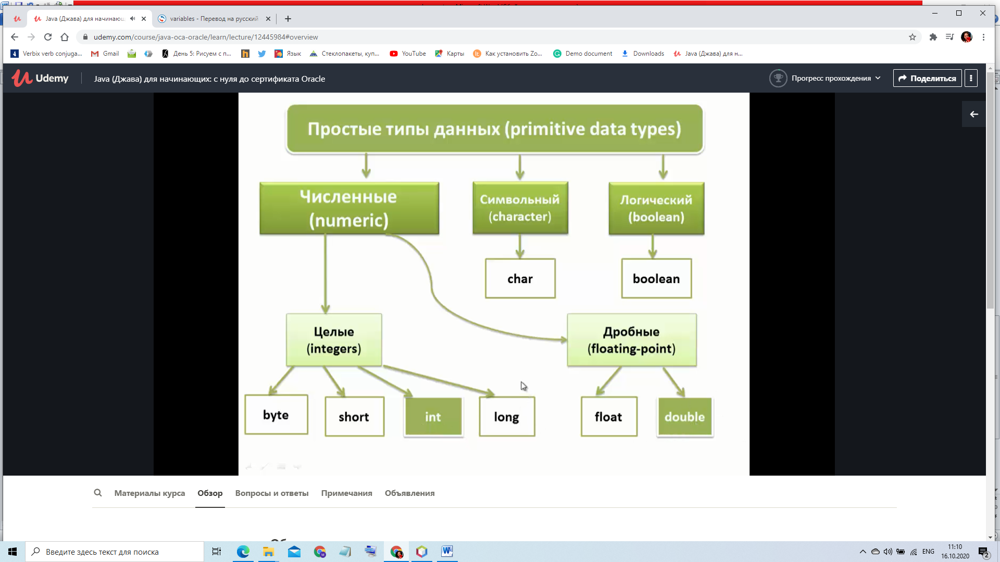 Java (Джава) для начинающ
variables - Перевод на русский
udemy.com/course/java-oca-oracle/learn/lecture/12445984#overview
Verbix verb conjuga...
Gmail
День 5: Рисуем с п...
Язык
Стеклопакеты, куп...
YouTube
Карты
Как установить Zo...
Demo document
Downloads
Java (Джава) для н...
Udemy
Java (Джава) для начинающих: с нуля до сертификата Oracle
Прогресс прохождения
Поделиться
Простые типы данных (primitive data types)
Численные
(numeric)
Символьный
(character)
Логический
(boolean)
char
boolean
Целые
(integers)
Дробные
(floating-point)
byte
short
int
long
float
double
Материалы курса
Обзор
Вопросы и ответы
Примечания
Объявления
Введите здесь текст для поиска
ENG
11:10
16.10.2020
2